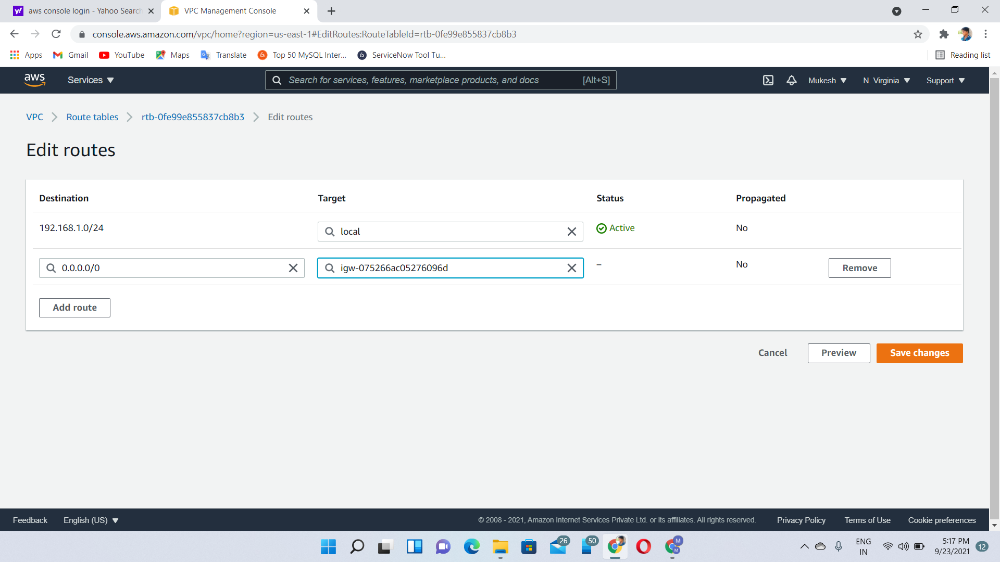 aws console login - Yahoo Search
VPC Management Console
console.aws.amazon.com/vpc/home?region=us-east-1#EditRoutes:RouteTableId=rtb-0fe99e855837cb8b3
Apps
Gmail
YouTube
Maps
Translate
Top 50 MySQL Inter...
ServiceNow Tool Tu...
Reading list
aws
Services
Search for services, features, marketplace products, and docs
[Alt+S]
Mukesh
N. Virginia
Support
VPC
Route tables
rtb-0fe99e855837cb8b3
Edit routes
Edit routes
Destination
Target
Status
Propagated
192.168.1.0/24
local
Active
No
0.0.0.0/0
igw-075266ac05276096d
–
No
Remove
Add route
Cancel
Preview
Save changes
Feedback
English (US)
© 2008 - 2021, Amazon Internet Services Private Ltd. or its affiliates. All rights reserved.
Privacy Policy
Terms of Use
Cookie preferences
26
50
M
M
ENG
IN
5:17 PM
9/23/2021
12